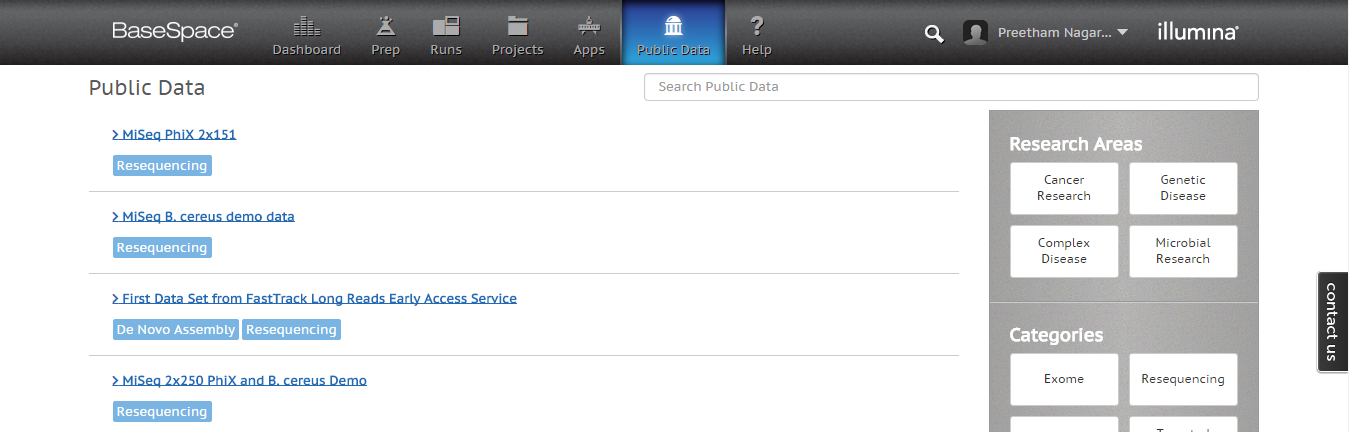 BaseSpace®
Dashboard
Prep
Runs
Projects
Apps
Public Data
?
Help
Preetham Nagar...
illumina®
Public Data
Search Public Data
MiSeq PhiX 2x151
Resequencing
MiSeq B. cereus demo data
Resequencing
First Data Set from FastTrack Long Reads Early Access Service
De Novo Assembly Resequencing
MiSeq 2x250 PhiX and B. cereus Demo
Resequencing
Research Areas
Cancer
Research
Genetic
Disease
Complex
Disease
Microbial
Research
Categories
Exome
Resequencing
contact us